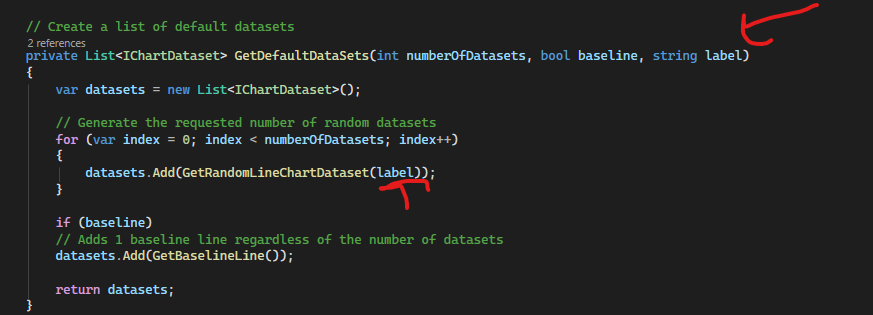 // Create a list of default datasets
2 references
private List<IChartDataset> GetDefaultDataSets(int numberOfDatasets, bool baseline, string label)
{
    var datasets = new List<IChartDataset>();

    // Generate the requested number of random datasets
    for (var index = 0; index < numberOfDatasets; index++)
    {
        datasets.Add(GetRandomLineChartDataset(label));
    }

    if (baseline)
    // Adds 1 baseline line regardless of the number of datasets
    datasets.Add(GetBaselineLine());

    return datasets;
}